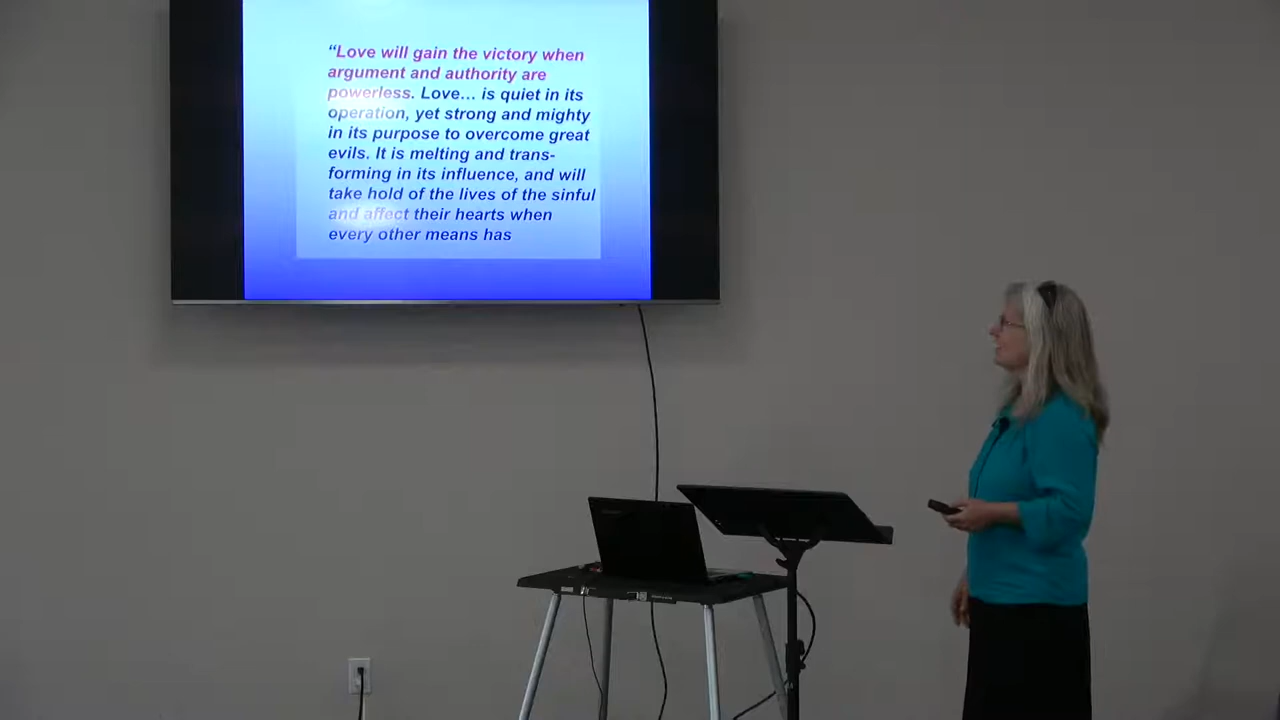 “Love will gain the victory when
argument and authority are
powerless. Love... is quiet in its
operation, yet strong and mighty
in its purpose to overcome great
evils. It is melting and trans-
forming in its influence, and will
take hold of the lives of the sinful
and affect their hearts when
every other means has